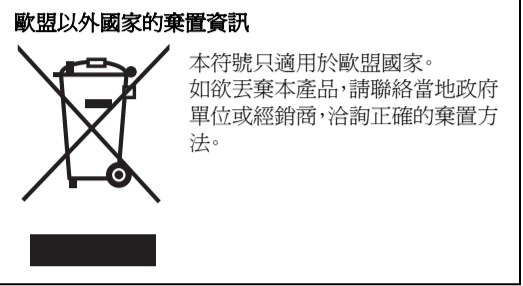 歐盟以外國家的棄置資訊
本符號只適用於歐盟國家。
如欲丟棄本產品，請聯絡當地政府
單位或經銷商，洽詢正確的棄置方
法。